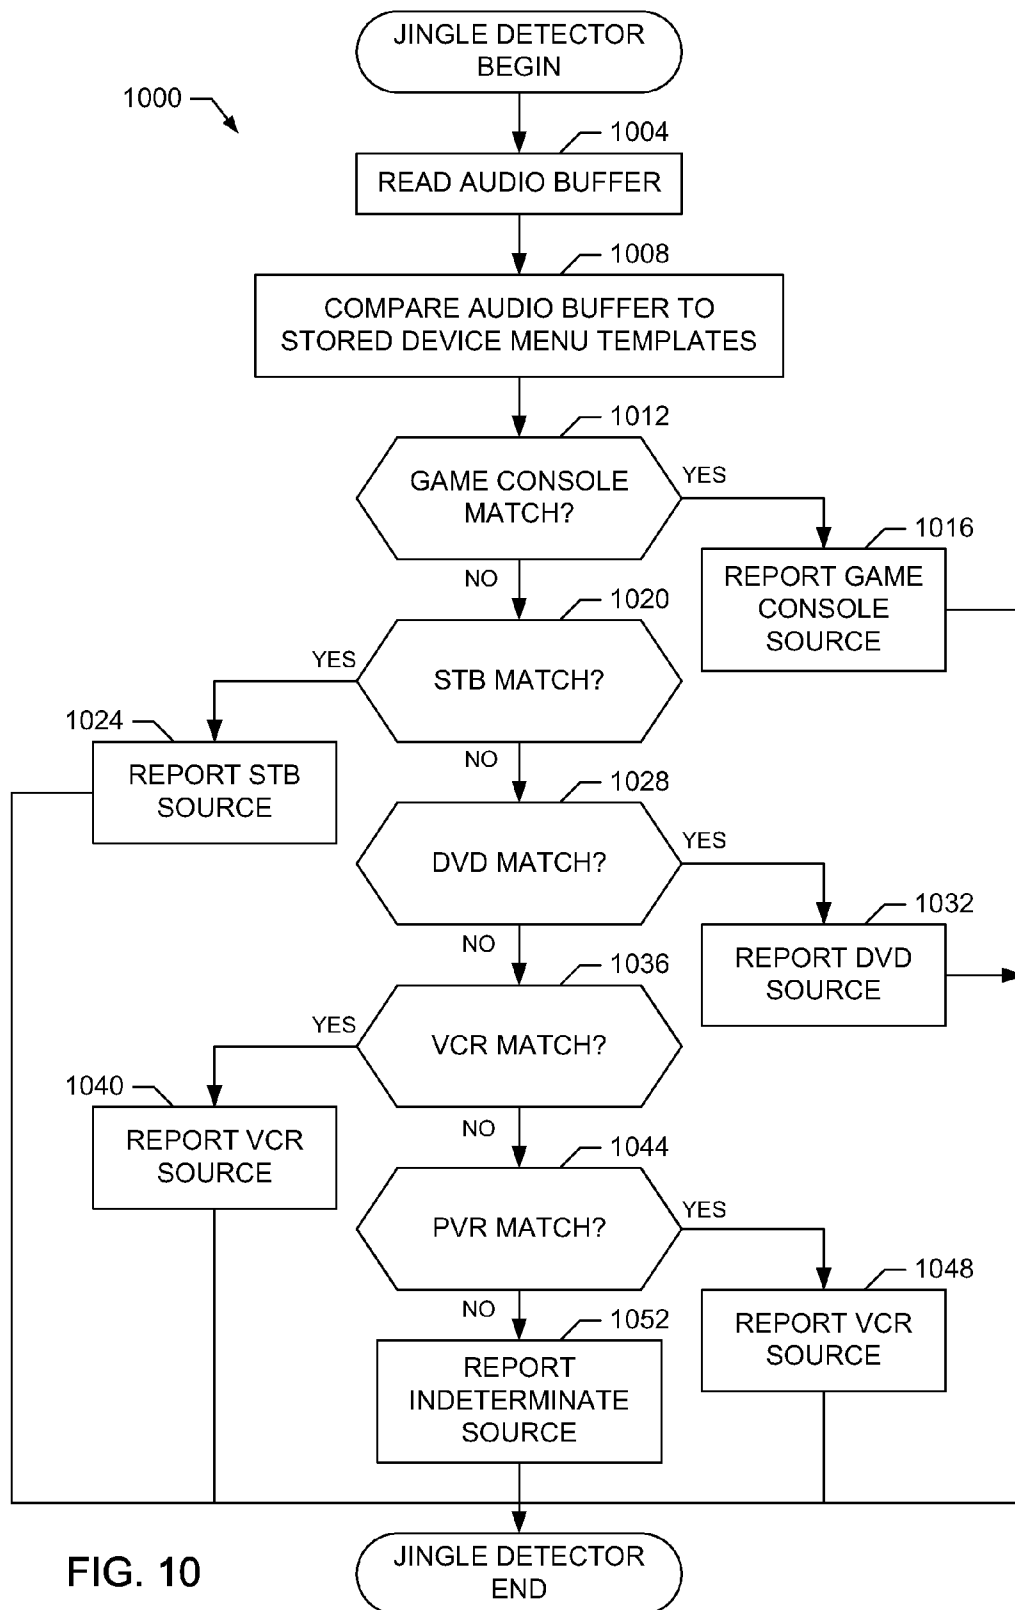 JINGLE DETECTOR
BEGIN
1000
1004
READ AUDIO BUFFER
1008
COMPARE AUDIO BUFFER TO
STORED DEVICE MENU TEMPLATES
1012
GAME CONSOLE
MATCH?
YES
1016
REPORT GAME
CONSOLE
SOURCE
NO
1020
STB MATCH?
YES
1024
REPORT STB
SOURCE
NO
1028
DVD MATCH?
YES
1032
REPORT DVD
SOURCE
NO
1036
VCR MATCH?
YES
1040
REPORT VCR
SOURCE
NO
1044
PVR MATCH?
YES
1048
REPORT VCR
SOURCE
NO
1052
REPORT
INDETERMINATE
SOURCE
JINGLE DETECTOR
END
FIG. 10